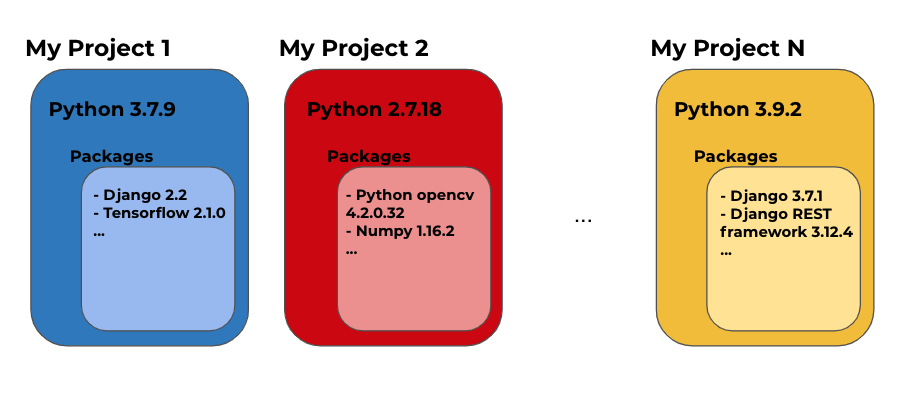 My Project 1
Python 3.7.9
Packages
- Django 2.2
- Tensorflow 2.1.0
...
My Project 2
Python 2.7.18
Packages
- Python opencv
4.2.0.32
- Numpy 1.16.2
...
...
My Project N
Python 3.9.2
Packages
- Django 3.7.1
- Django REST
framework 3.12.4
...